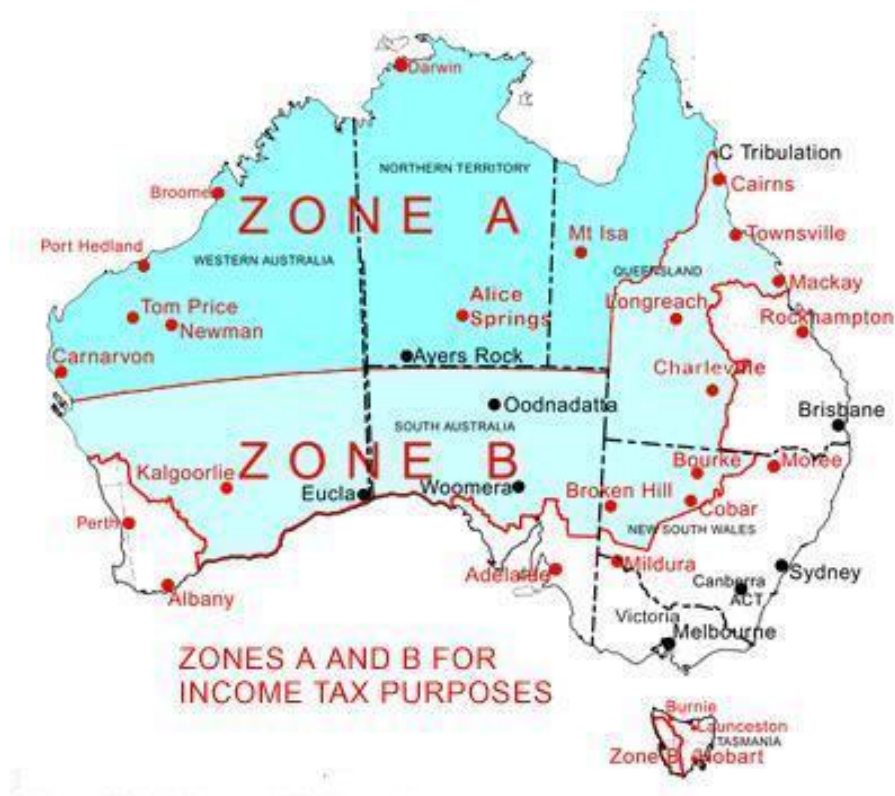 Darwin
C Tribulation
NORTHERN TERRITORY
Cairns
Broome
ZONE A
Mt Isa
Townsville
Port Hedland
WESTERN AUSTRALIA
QUEENSLAND
Mackay
Tom Price
Alice
Springs
Longreach
Newman
Rockhampton
Ayers Rock
Carnarvon
Charleville
Oodnadatta
Brisbane
SOUTH AUSTRALIA
ZONE B
Kalgoorlie
Bourke
Moree
Eucla
Woomera
Broken Hill
Cobar
Perth
NEW SOUTH WALES
Adelaide
Mildura
Sydney
Canberra
ACT
Albany
Victoria
Melbourne
ZONES A AND B FOR
INCOME TAX PURPOSES
Burnie
Launceston
TASMANIA
Zone B
Hobart